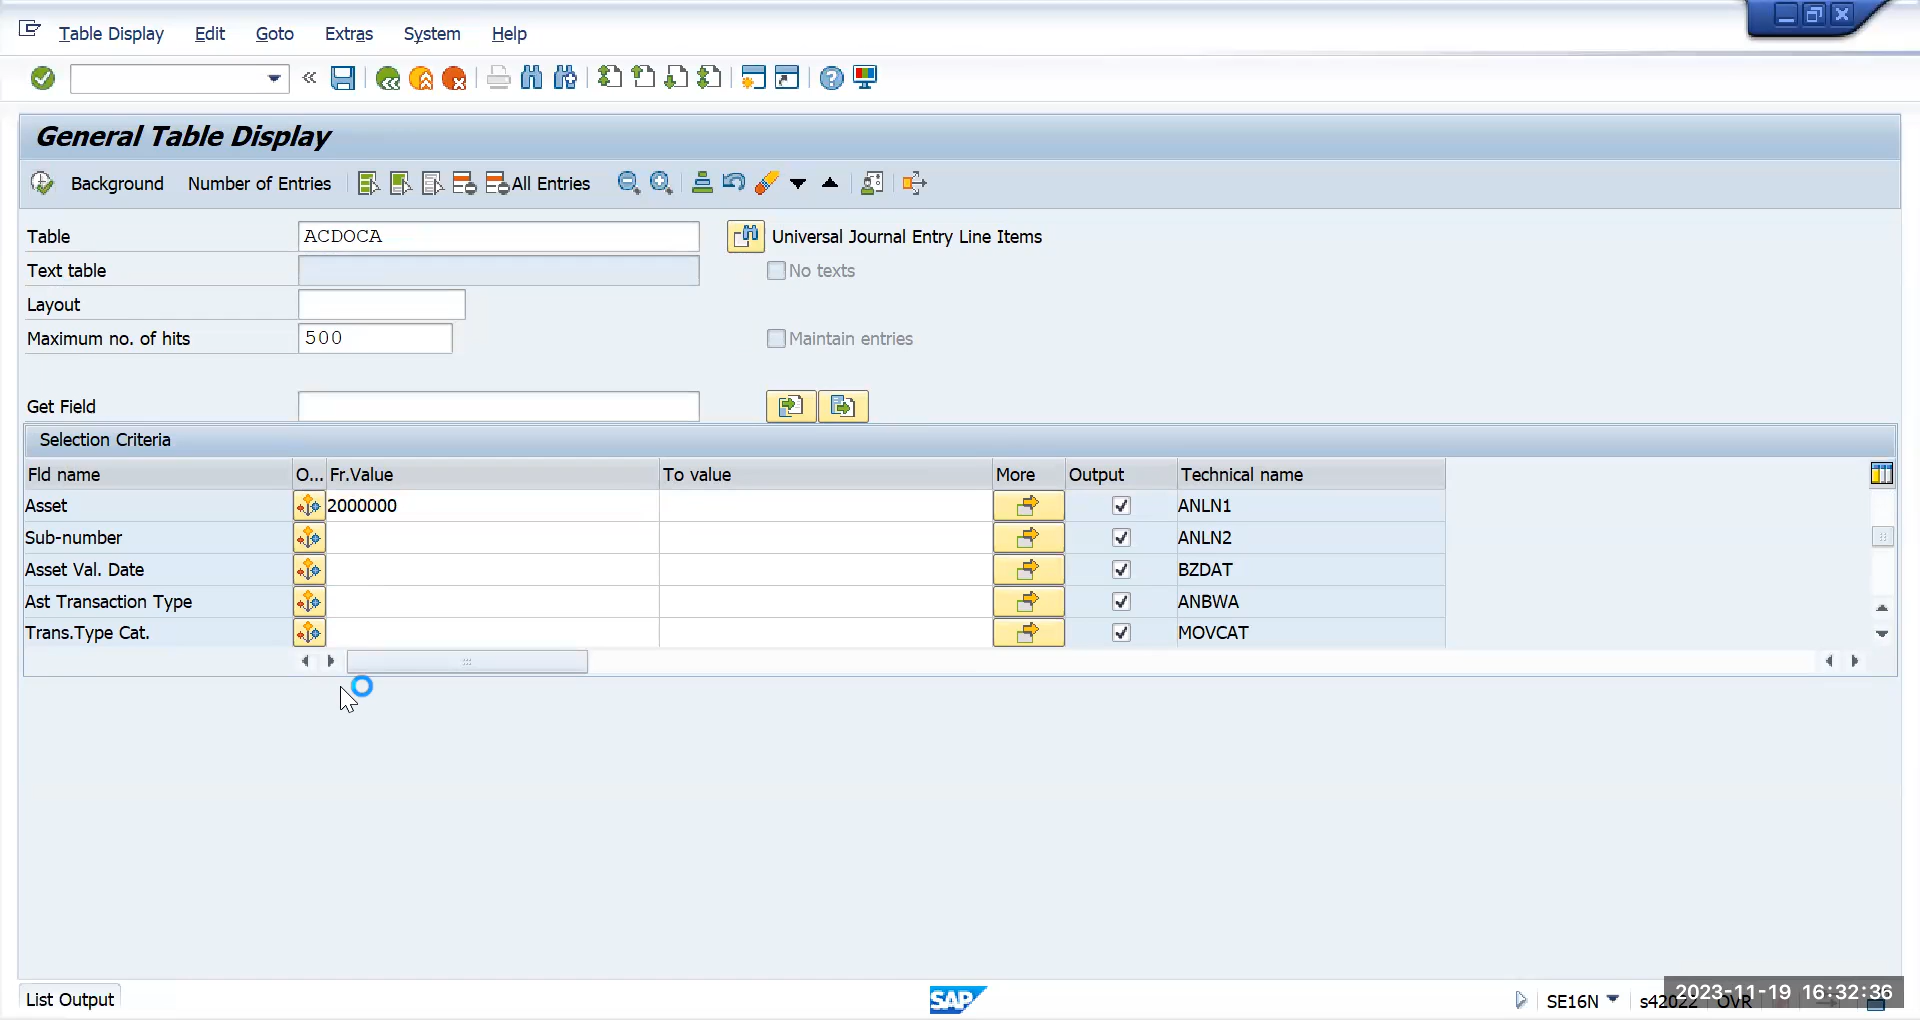 Table Display Edit Goto Extras System Help
General Table Display
Background Number of Entries All Entries
Table ACDOCA Universal Journal Entry Line Items
Text table No texts
Layout
Maximum no. of hits 500 Maintain entries
Get Field
Selection Criteria
Fld name O... Fr.Value To value More Output Technical name
Asset 2000000 ANLN1
Sub-number ANLN2
Asset Val. Date BZDAT
Ast Transaction Type ANBWA
Trans.Type Cat. MOVCAT
List Output SAP SE16N s42022 OVR
2023-11-19 16:32:36